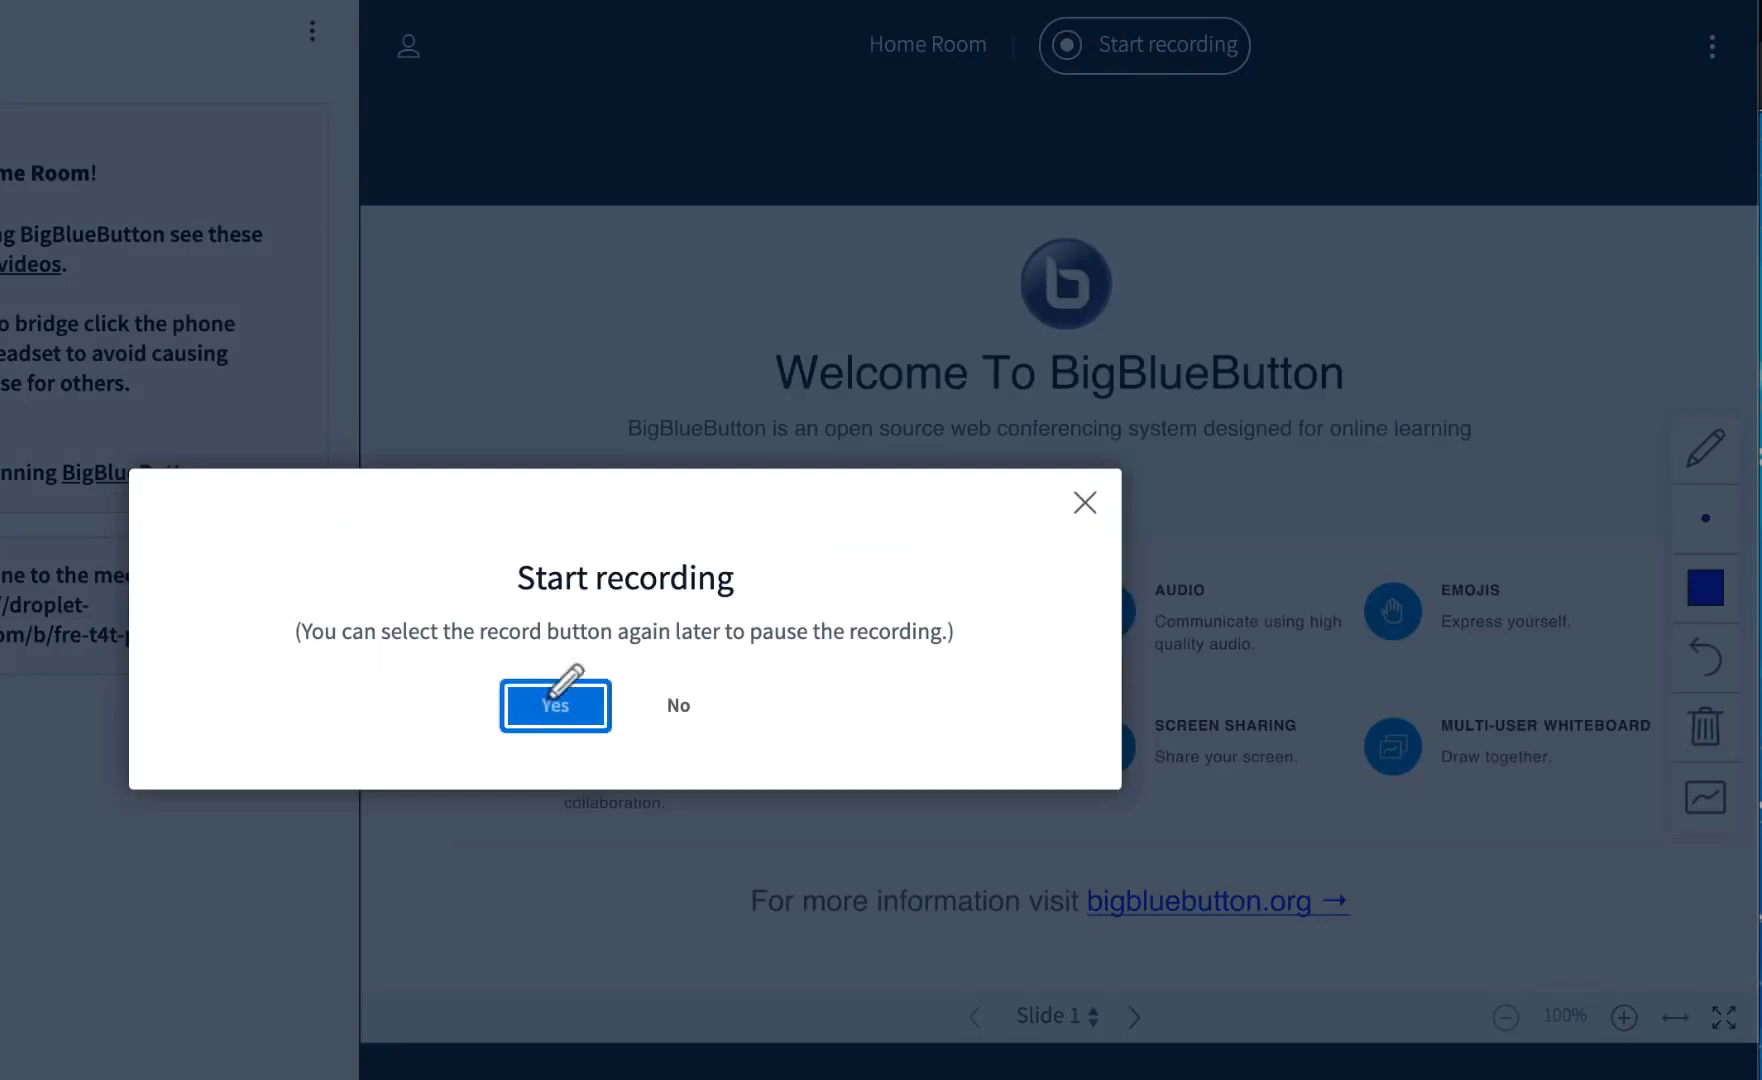 Home Room
Start recording
me Room!
ng BigBlueButton see these
videos.
o bridge click the phone
eadset to avoid causing
se for others.
nning BigBlu
ne to the mee
//droplet-
om/b/fre-t4t-p
Welcome To BigBlueButton
BigBlueButton is an open source web conferencing system designed for online learning
Start recording
(You can select the record button again later to pause the recording.)
Yes
No
AUDIO
Communicate using high
quality audio.
EMOJIS
Express yourself.
SCREEN SHARING
Share your screen.
MULTI-USER WHITEBOARD
Draw together.
collaboration.
For more information visit bigbluebutton.org →
Slide 1
100%